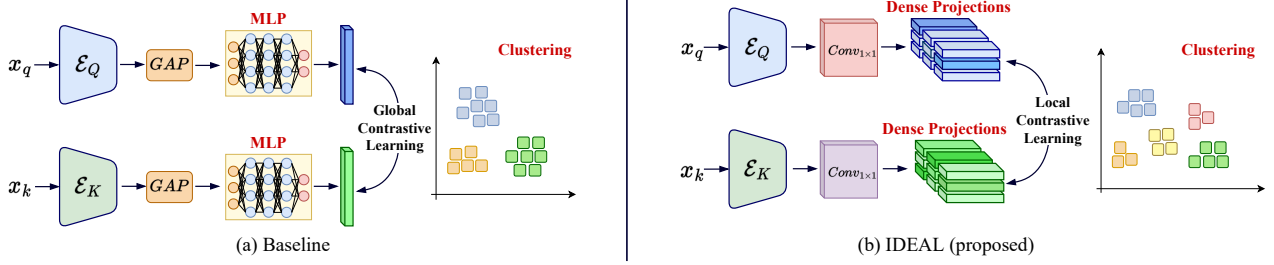 MLP
x_q
ℰ_Q
GAP
Clustering
Global
Contrastive
Learning
MLP
x_k
ℰ_K
GAP
(a) Baseline
Dense Projections
x_q
ℰ_Q
Conv_{1×1}
Clustering
Local
Contrastive
Learning
Dense Projections
x_k
ℰ_K
Conv_{1×1}
(b) IDEAL (proposed)